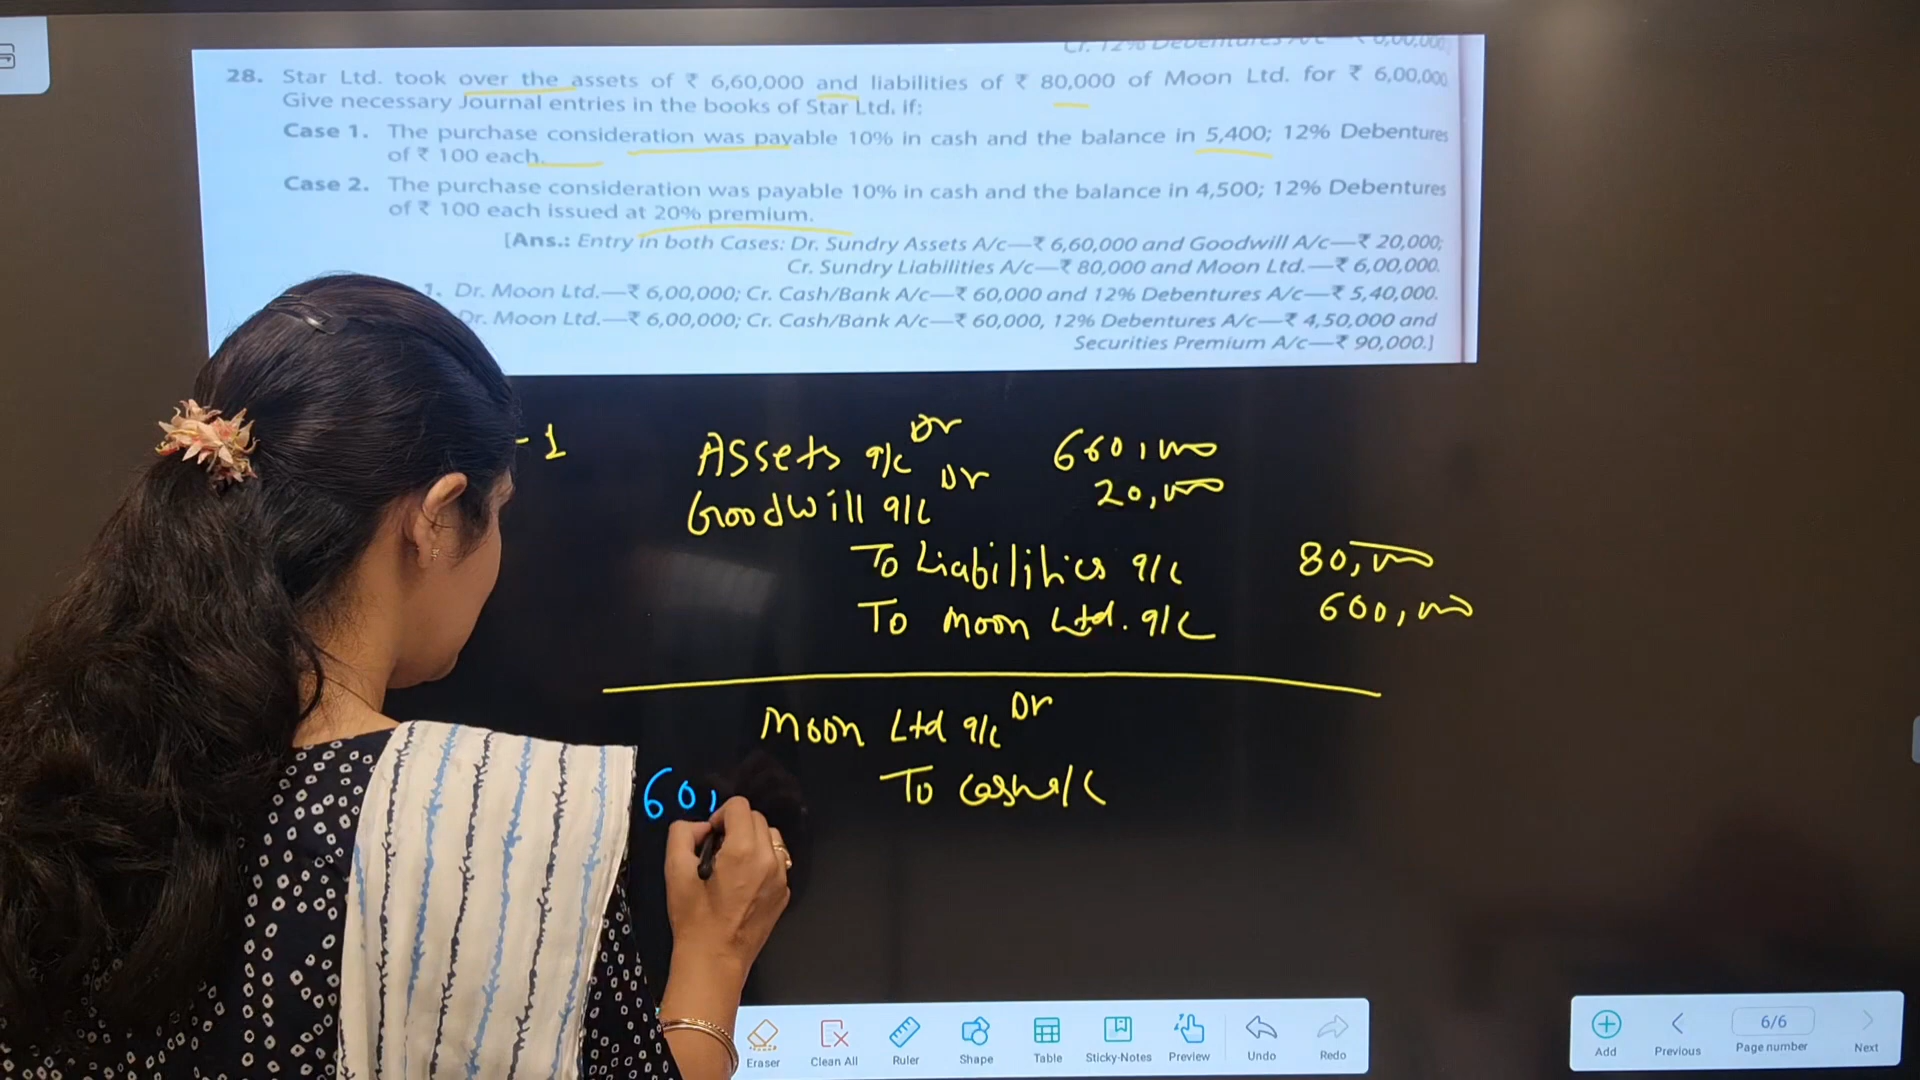 Cr. 12% Debentures A/c— ₹ 6,00,000
28. Star Ltd. took over the assets of ₹ 6,60,000 and liabilities of ₹ 80,000 of Moon Ltd. for ₹ 6,00,000
Give necessary Journal entries in the books of Star Ltd. if:
Case 1. The purchase consideration was payable 10% in cash and the balance in 5,400; 12% Debentures
of ₹ 100 each.
Case 2. The purchase consideration was payable 10% in cash and the balance in 4,500; 12% Debentures
of ₹ 100 each issued at 20% premium.
[Ans.: Entry in both Cases: Dr. Sundry Assets A/c—₹ 6,60,000 and Goodwill A/c—₹ 20,000;
Cr. Sundry Liabilities A/c—₹ 80,000 and Moon Ltd.—₹ 6,00,000.
1. Dr. Moon Ltd.—₹ 6,00,000; Cr. Cash/Bank A/c—₹ 60,000 and 12% Debentures A/c—₹ 5,40,000.
Dr. Moon Ltd.—₹ 6,00,000; Cr. Cash/Bank A/c—₹ 60,000, 12% Debentures A/c—₹ 4,50,000 and
Securities Premium A/c—₹ 90,000.]
-1 Assets a/c Dr 660,000
Goodwill a/c Dr 20,000
To Liabilities a/c 80,000
To Moon Ltd. a/c 600,000
Moon Ltd a/c Dr
60, To cash a/c
Eraser Clean All Ruler Shape Table Sticky-Notes Preview Undo Redo
Add Previous 6/6 Page number Next